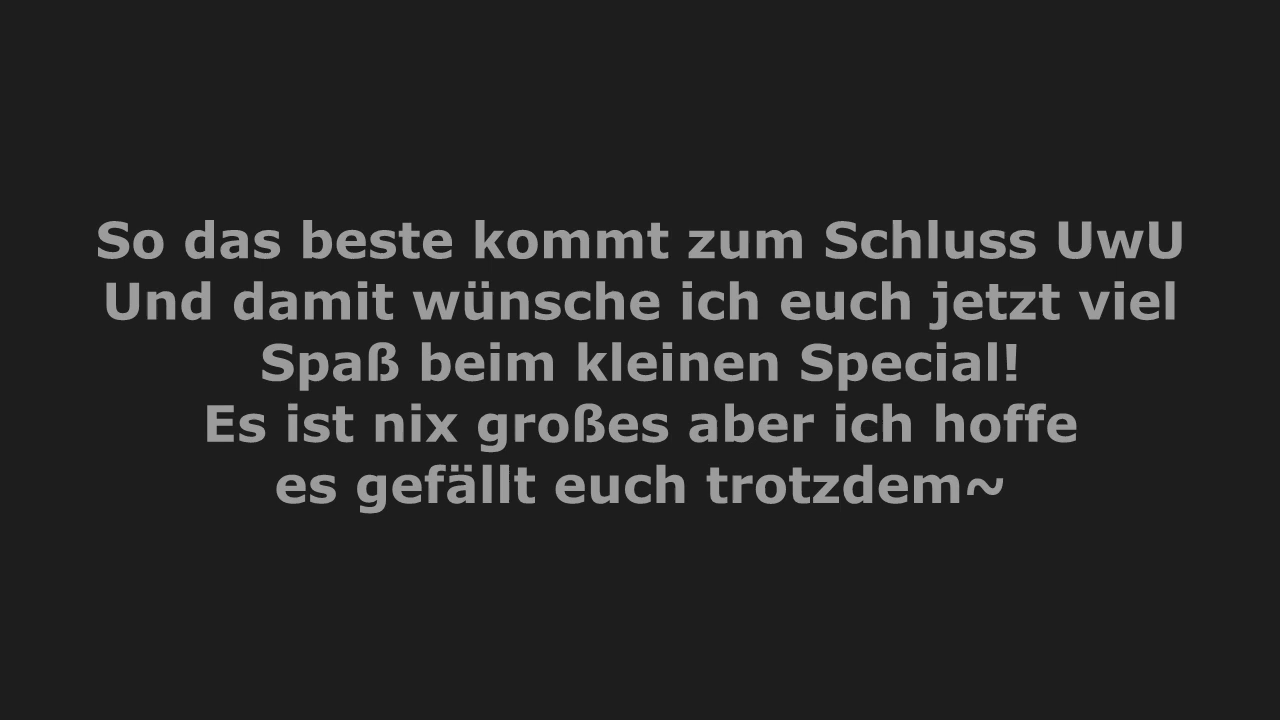 So das beste kommt zum Schluss UwU
Und damit wünsche ich euch jetzt viel
Spaß beim kleinen Special!
Es ist nix großes aber ich hoffe
es gefällt euch trotzdem~